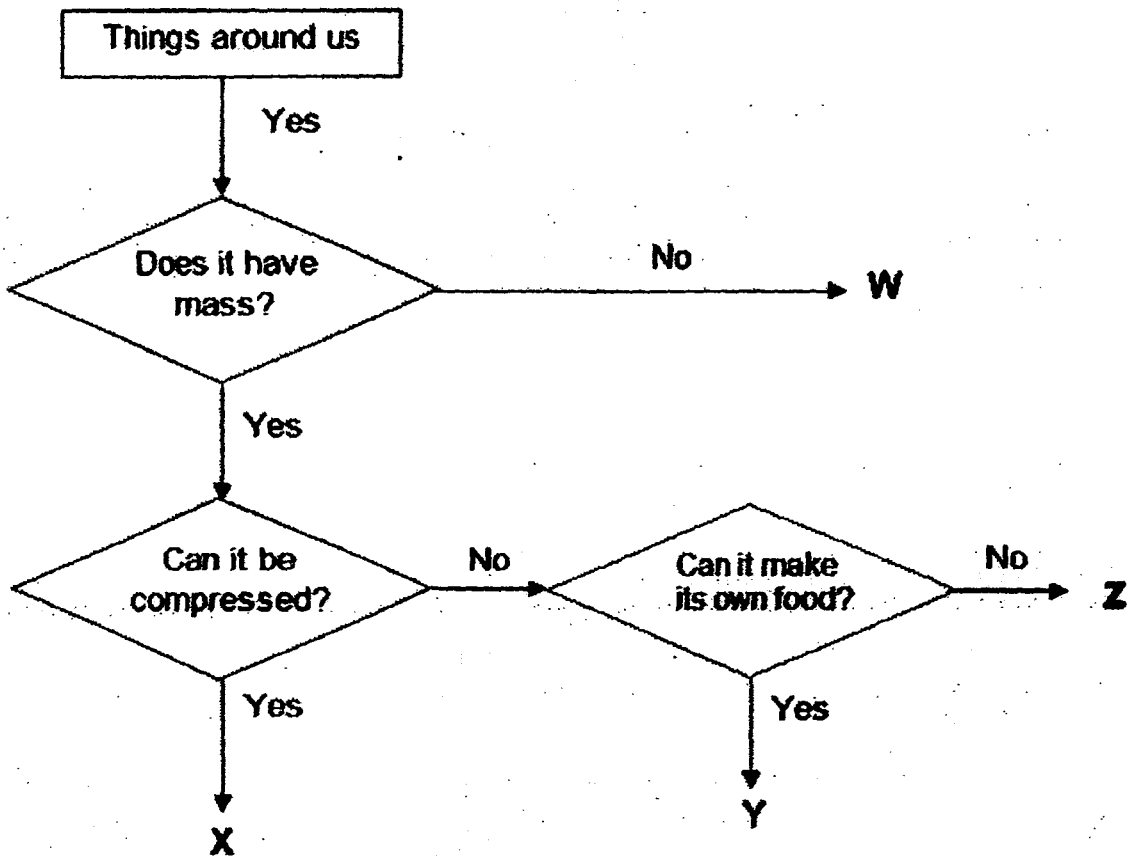 Things around us
Yes
Does it have
mass?
No
W
Yes
Can it be
compressed?
No
Can it make
its own food?
No
Z
Yes
X
Yes
Y